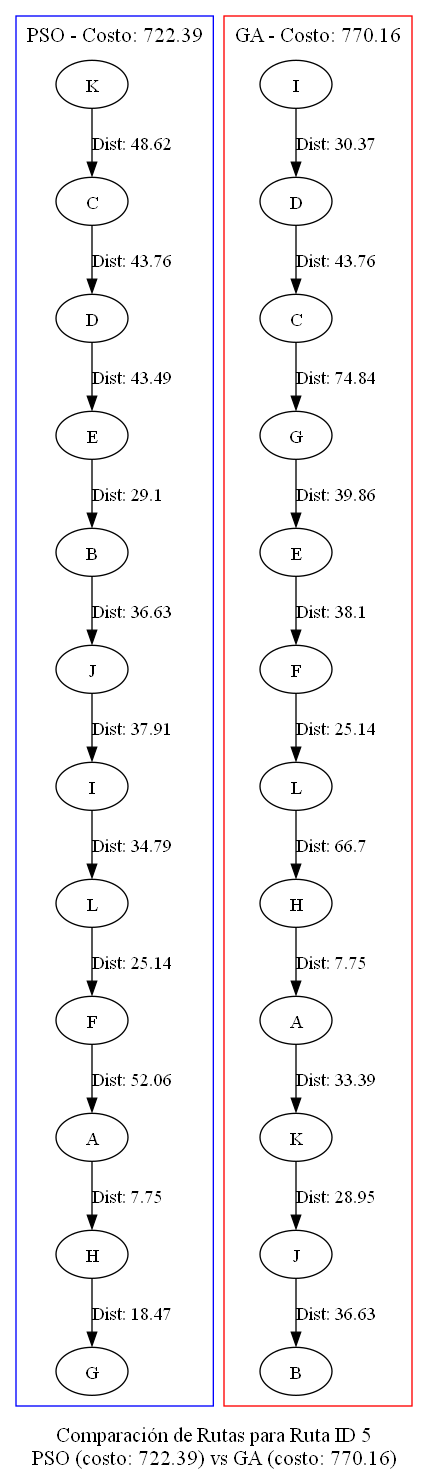 PSO - Costo: 722.39
K
Dist: 48.62
C
Dist: 43.76
D
Dist: 43.49
E
Dist: 29.1
B
Dist: 36.63
J
Dist: 37.91
I
Dist: 34.79
L
Dist: 25.14
F
Dist: 52.06
A
Dist: 7.75
H
Dist: 18.47
G
GA - Costo: 770.16
I
Dist: 30.37
D
Dist: 43.76
C
Dist: 74.84
G
Dist: 39.86
E
Dist: 38.1
F
Dist: 25.14
L
Dist: 66.7
H
Dist: 7.75
A
Dist: 33.39
K
Dist: 28.95
J
Dist: 36.63
B
Comparación de Rutas para Ruta ID 5
PSO (costo: 722.39) vs GA (costo: 770.16)